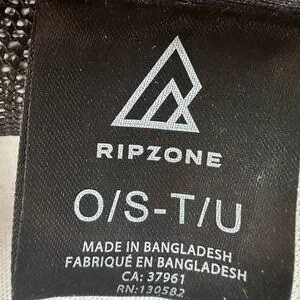 RIPZONE
O/S-T/U
MADE IN BANGLADESH
FABRIQUÉ EN BANGLADESH
CA: 37961
RN:130582